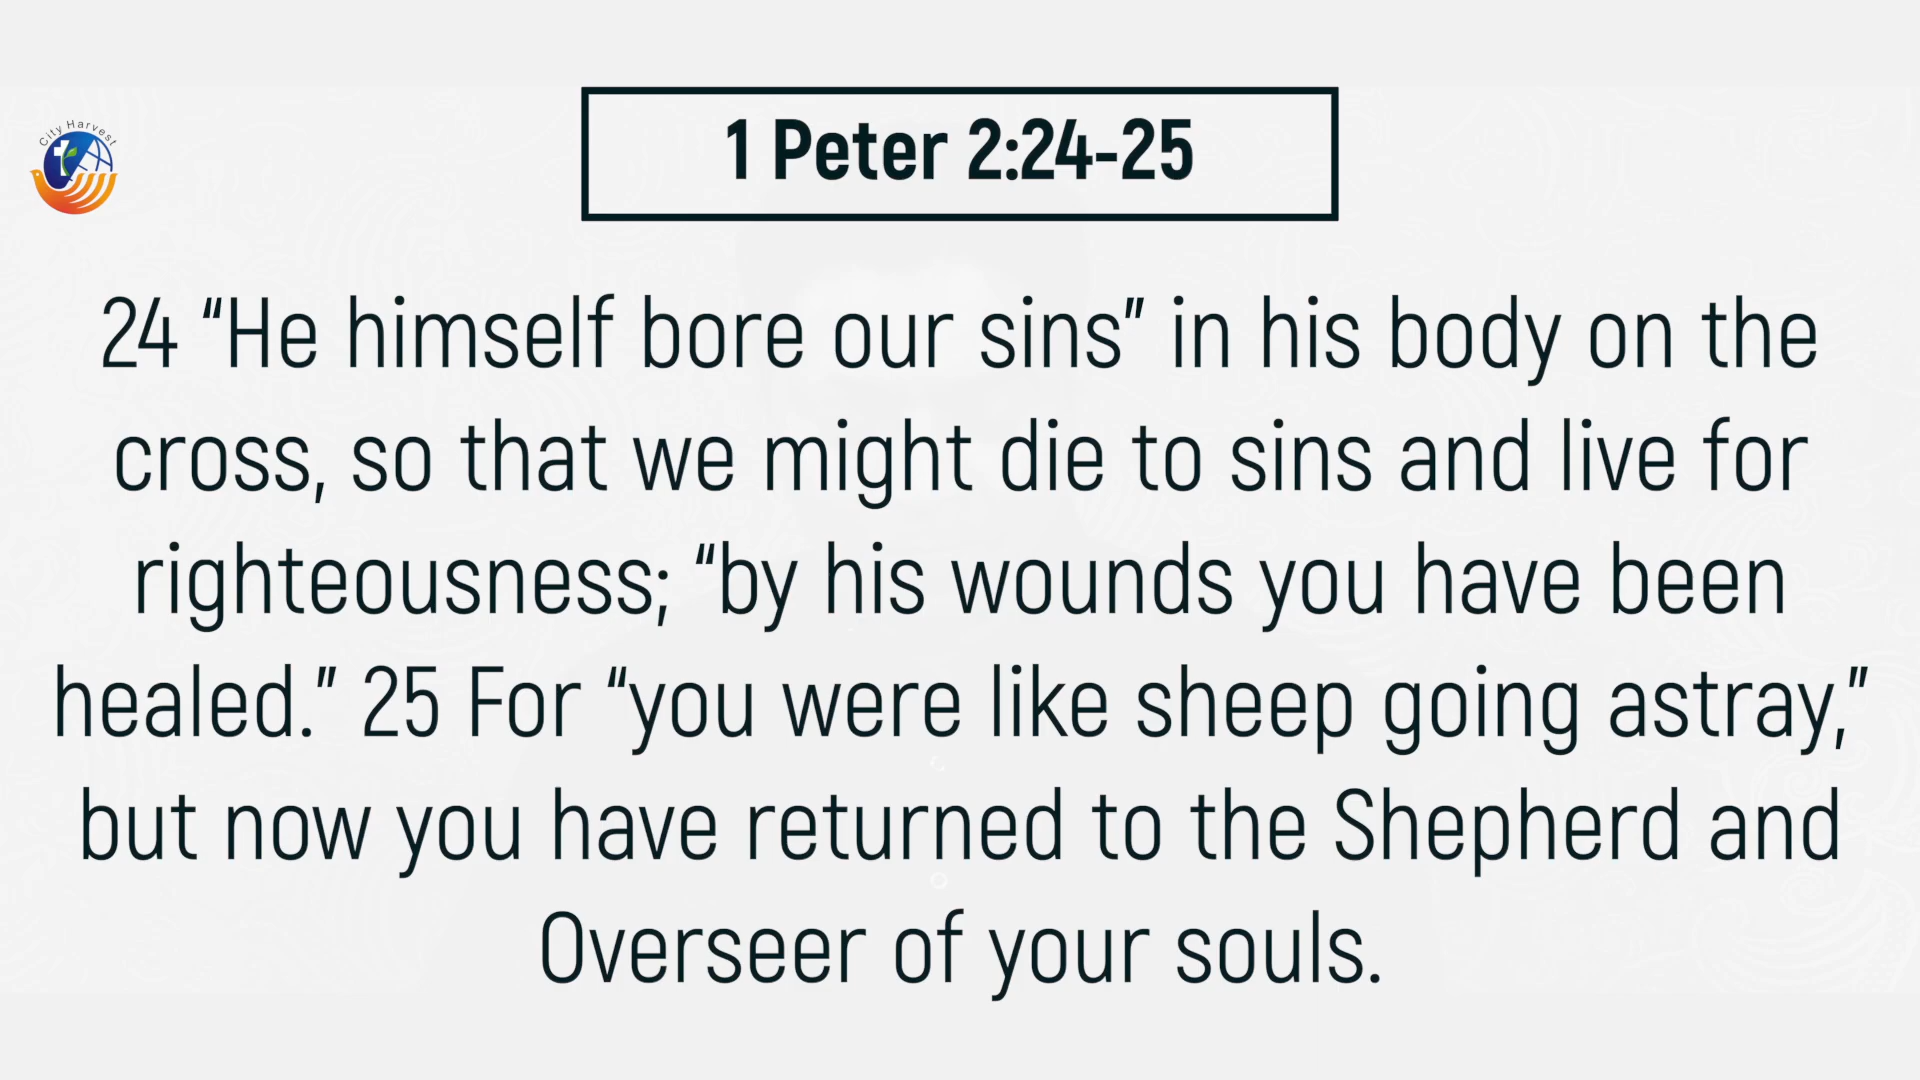 City Harvest
1 Peter 2:24-25
24 “He himself bore our sins” in his body on the
cross, so that we might die to sins and live for
righteousness; “by his wounds you have been
healed.” 25 For “you were like sheep going astray,”
but now you have returned to the Shepherd and
Overseer of your souls.